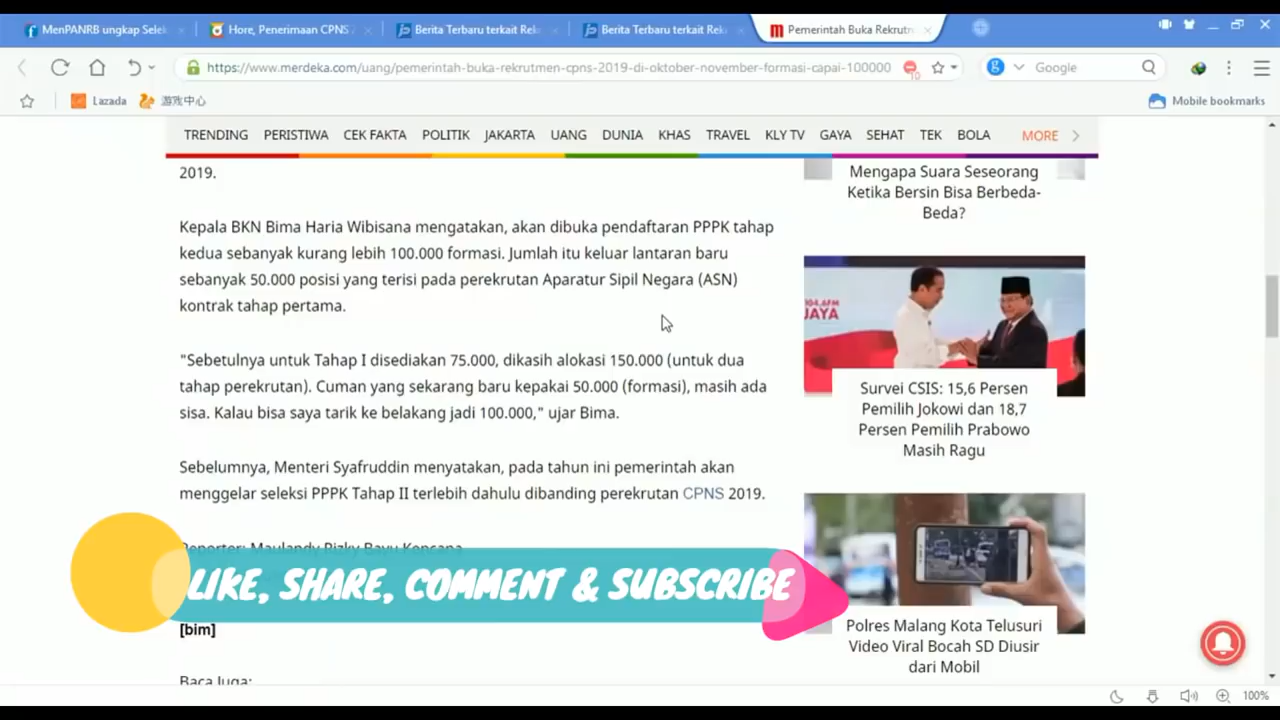 MenPANRB ungkap Selek
Hore, Penerimaan CPNS
Berita Terbaru terkait Rek
Berita Terbaru terkait Rek
Pemerintah Buka Rekrutm
https://www.merdeka.com/uang/pemerintah-buka-rekrutmen-cpns-2019-di-oktober-november-formasi-capai-100000
10
Google
Lazada
游戏中心
Mobile bookmarks
TRENDING PERISTIWA CEK FAKTA POLITIK JAKARTA UANG DUNIA KHAS TRAVEL KLY TV GAYA SEHAT TEK BOLA MORE
2019.
Kepala BKN Bima Haria Wibisana mengatakan, akan dibuka pendaftaran PPPK tahap
kedua sebanyak kurang lebih 100.000 formasi. Jumlah itu keluar lantaran baru
sebanyak 50.000 posisi yang terisi pada perekrutan Aparatur Sipil Negara (ASN)
kontrak tahap pertama.
"Sebetulnya untuk Tahap I disediakan 75.000, dikasih alokasi 150.000 (untuk dua
tahap perekrutan). Cuman yang sekarang baru kepakai 50.000 (formasi), masih ada
sisa. Kalau bisa saya tarik ke belakang jadi 100.000," ujar Bima.
Sebelumnya, Menteri Syafruddin menyatakan, pada tahun ini pemerintah akan
menggelar seleksi PPPK Tahap II terlebih dahulu dibanding perekrutan CPNS 2019.
Reporter: Maulandy Rizky Bayu Kencana
LIKE, SHARE, COMMENT & SUBSCRIBE
[bim]
Baca Juga:
Mengapa Suara Seseorang
Ketika Bersin Bisa Berbeda-
Beda?
104.6FM
JAYA
Survei CSIS: 15,6 Persen
Pemilih Jokowi dan 18,7
Persen Pemilih Prabowo
Masih Ragu
Polres Malang Kota Telusuri
Video Viral Bocah SD Diusir
dari Mobil
100%